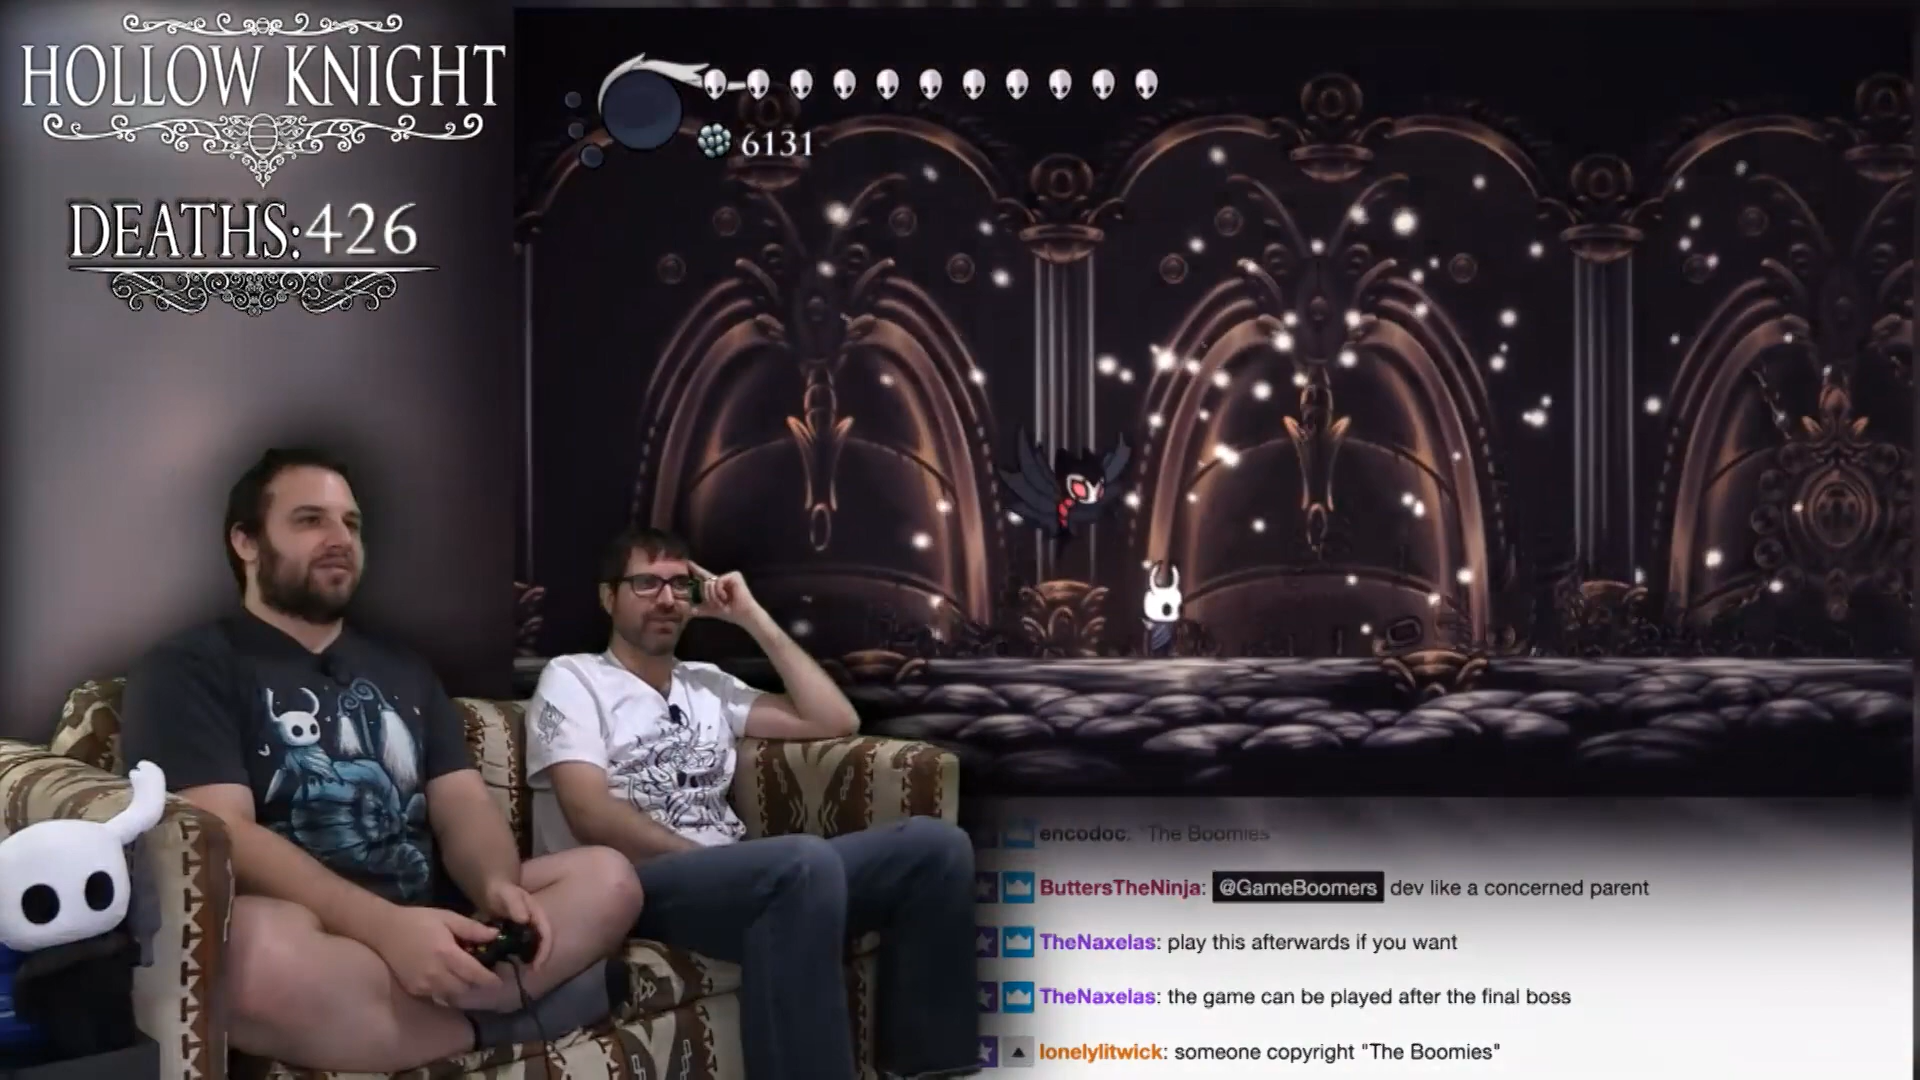 HOLLOW KNIGHT
DEATHS:426
6131
encodoc: "The Boomies
ButtersTheNinja: @GameBoomers dev like a concerned parent
TheNaxelas: play this afterwards if you want
TheNaxelas: the game can be played after the final boss
lonelylitwick: someone copyright "The Boomies"